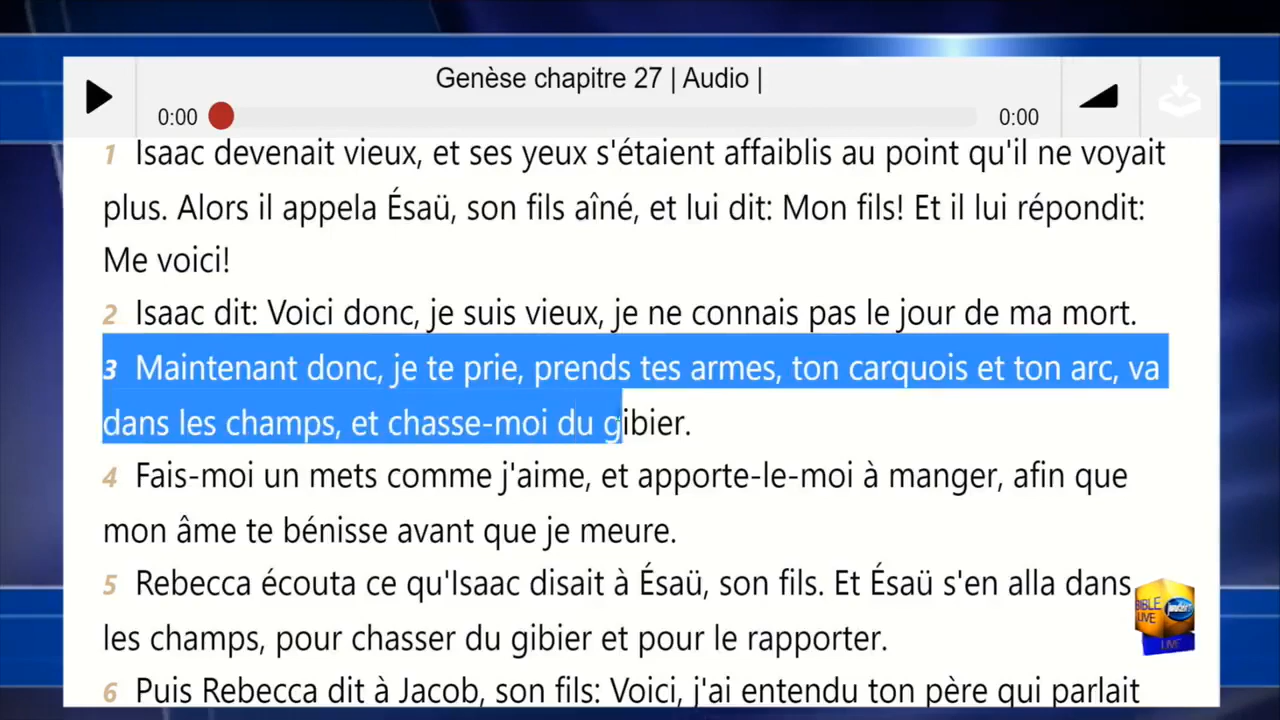 Genèse chapitre 27 | Audio |
0:00
0:00
1 Isaac devenait vieux, et ses yeux s'étaient affaiblis au point qu'il ne voyait
plus. Alors il appela Ésaü, son fils aîné, et lui dit: Mon fils! Et il lui répondit:
Me voici!
2 Isaac dit: Voici donc, je suis vieux, je ne connais pas le jour de ma mort.
3 Maintenant donc, je te prie, prends tes armes, ton carquois et ton arc, va
dans les champs, et chasse-moi du gibier.
4 Fais-moi un mets comme j'aime, et apporte-le-moi à manger, afin que
mon âme te bénisse avant que je meure.
5 Rebecca écouta ce qu'Isaac disait à Ésaü, son fils. Et Ésaü s'en alla dans
les champs, pour chasser du gibier et pour le rapporter.
6 Puis Rebecca dit à Jacob, son fils: Voici, j'ai entendu ton père qui parlait
BIBLE
LIVE
LIVE